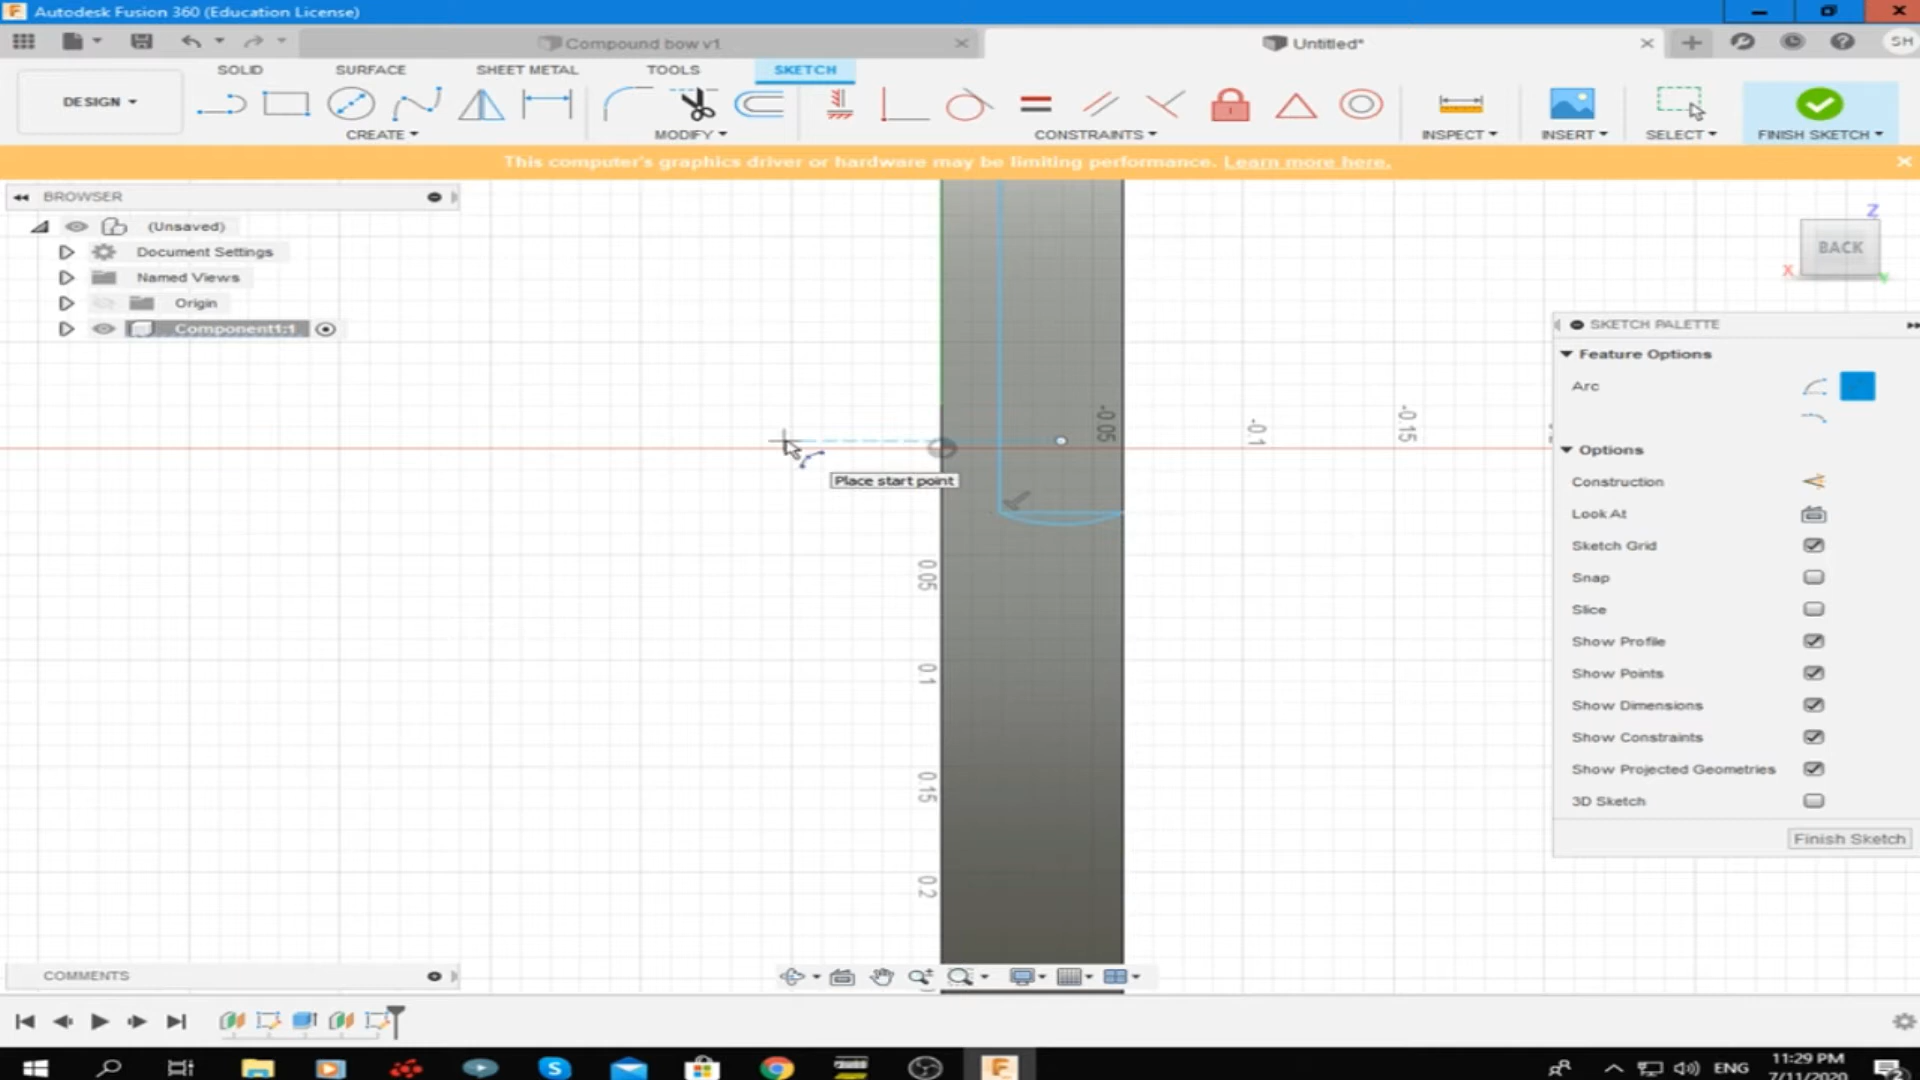 Autodesk Fusion 360 (Education License)
Compound bow v1
Untitled*
SH
SOLID
SURFACE
SHEET METAL
TOOLS
SKETCH
DESIGN
CREATE
MODIFY
CONSTRAINTS
INSPECT
INSERT
SELECT
FINISH SKETCH
This computer's graphics driver or hardware may be limiting performance. Learn more here.
BROWSER
(Unsaved)
Document Settings
Named Views
Origin
Component1:1
Z
BACK
X
Y
SKETCH PALETTE
Feature Options
Arc
Options
Construction
Look At
Sketch Grid
Snap
Slice
Show Profile
Show Points
Show Dimensions
Show Constraints
Show Projected Geometries
3D Sketch
Finish Sketch
-0.05
-0.1
-0.15
Place start point
0.05
0.1
0.15
0.2
COMMENTS
ENG
11:29 PM
7/11/2020
2